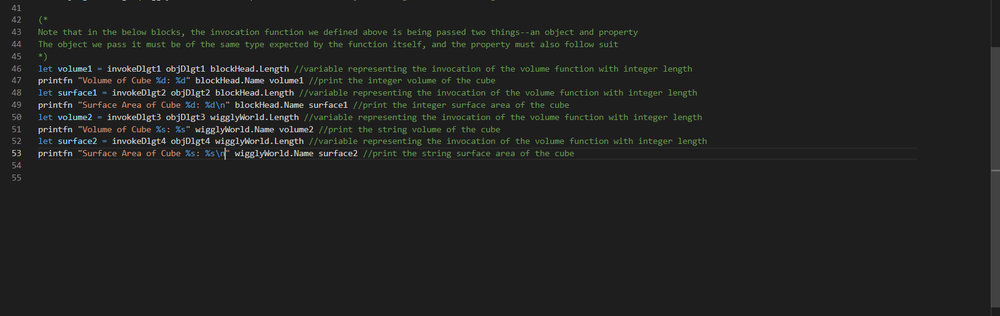 41
42 (*
43 Note that in the below blocks, the invocation function we defined above is being passed two things--an object and property
44 The object we pass it must be of the same type expected by the function itself, and the property must also follow suit
45 *)
46 let volume1 = invokeDlgt1 objDlgt1 blockHead.Length //variable representing the invocation of the volume function with integer length
47 printfn "Volume of Cube %d: %d" blockHead.Name volume1 //print the integer volume of the cube
48 let surface1 = invokeDlgt2 objDlgt2 blockHead.Length //variable representing the invocation of the volume function with integer length
49 printfn "Surface Area of Cube %d: %d\n" blockHead.Name surface1 //print the integer surface area of the cube
50 let volume2 = invokeDlgt3 objDlgt3 wigglyWorld.Length //variable representing the invocation of the volume function with integer length
51 printfn "Volume of Cube %s: %s" wigglyWorld.Name volume2 //print the string volume of the cube
52 let surface2 = invokeDlgt4 objDlgt4 wigglyWorld.Length //variable representing the invocation of the volume function with integer length
53 printfn "Surface Area of Cube %s: %s\n" wigglyWorld.Name surface2 //print the string surface area of the cube
54
55